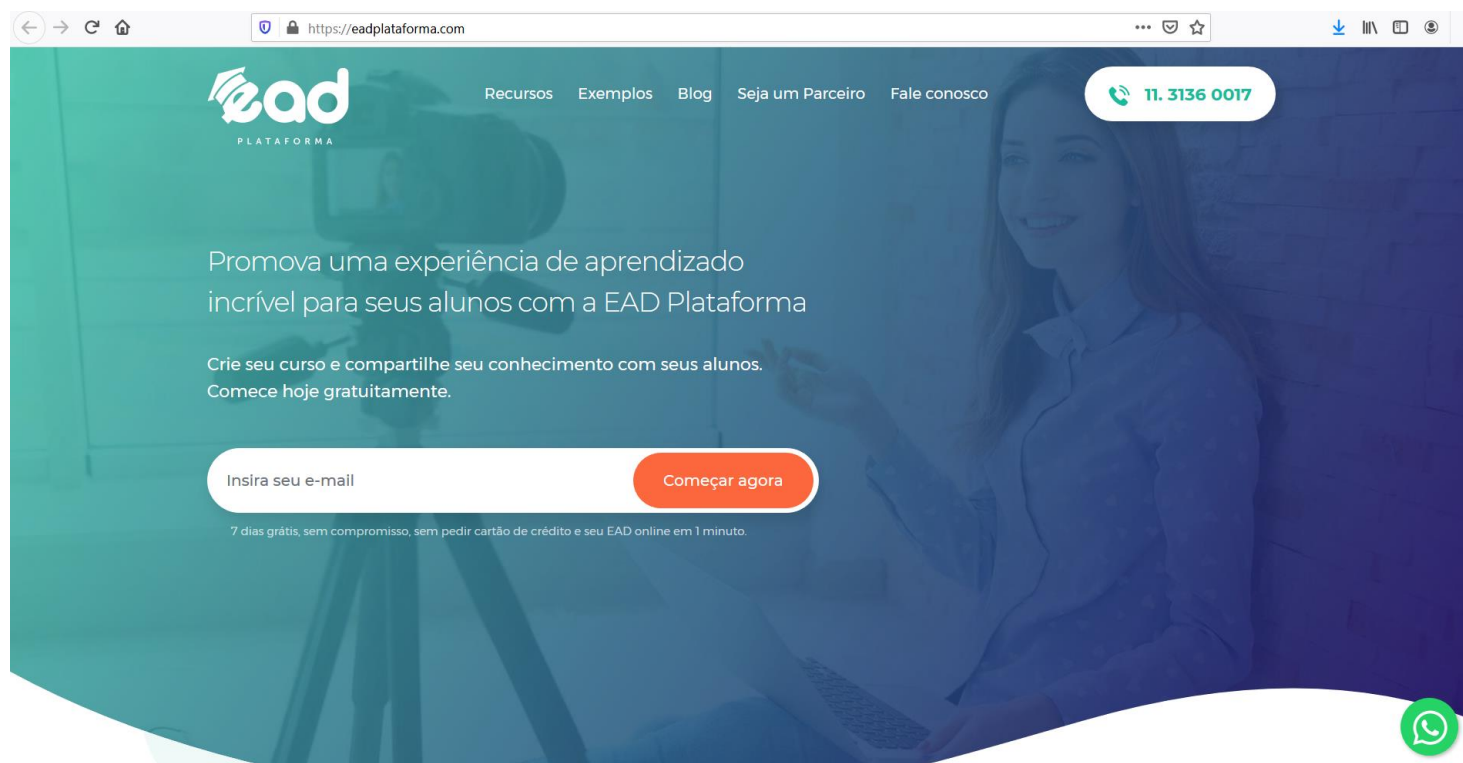 https://eadplataforma.com
ead
PLATAFORMA
Recursos Exemplos Blog Seja um Parceiro Fale conosco
11. 3136 0017
Promova uma experiência de aprendizado
incrível para seus alunos com a EAD Plataforma
Crie seu curso e compartilhe seu conhecimento com seus alunos.
Comece hoje gratuitamente.
Insira seu e-mail
Começar agora
7 dias grátis, sem compromisso, sem pedir cartão de crédito e seu EAD online em 1 minuto.